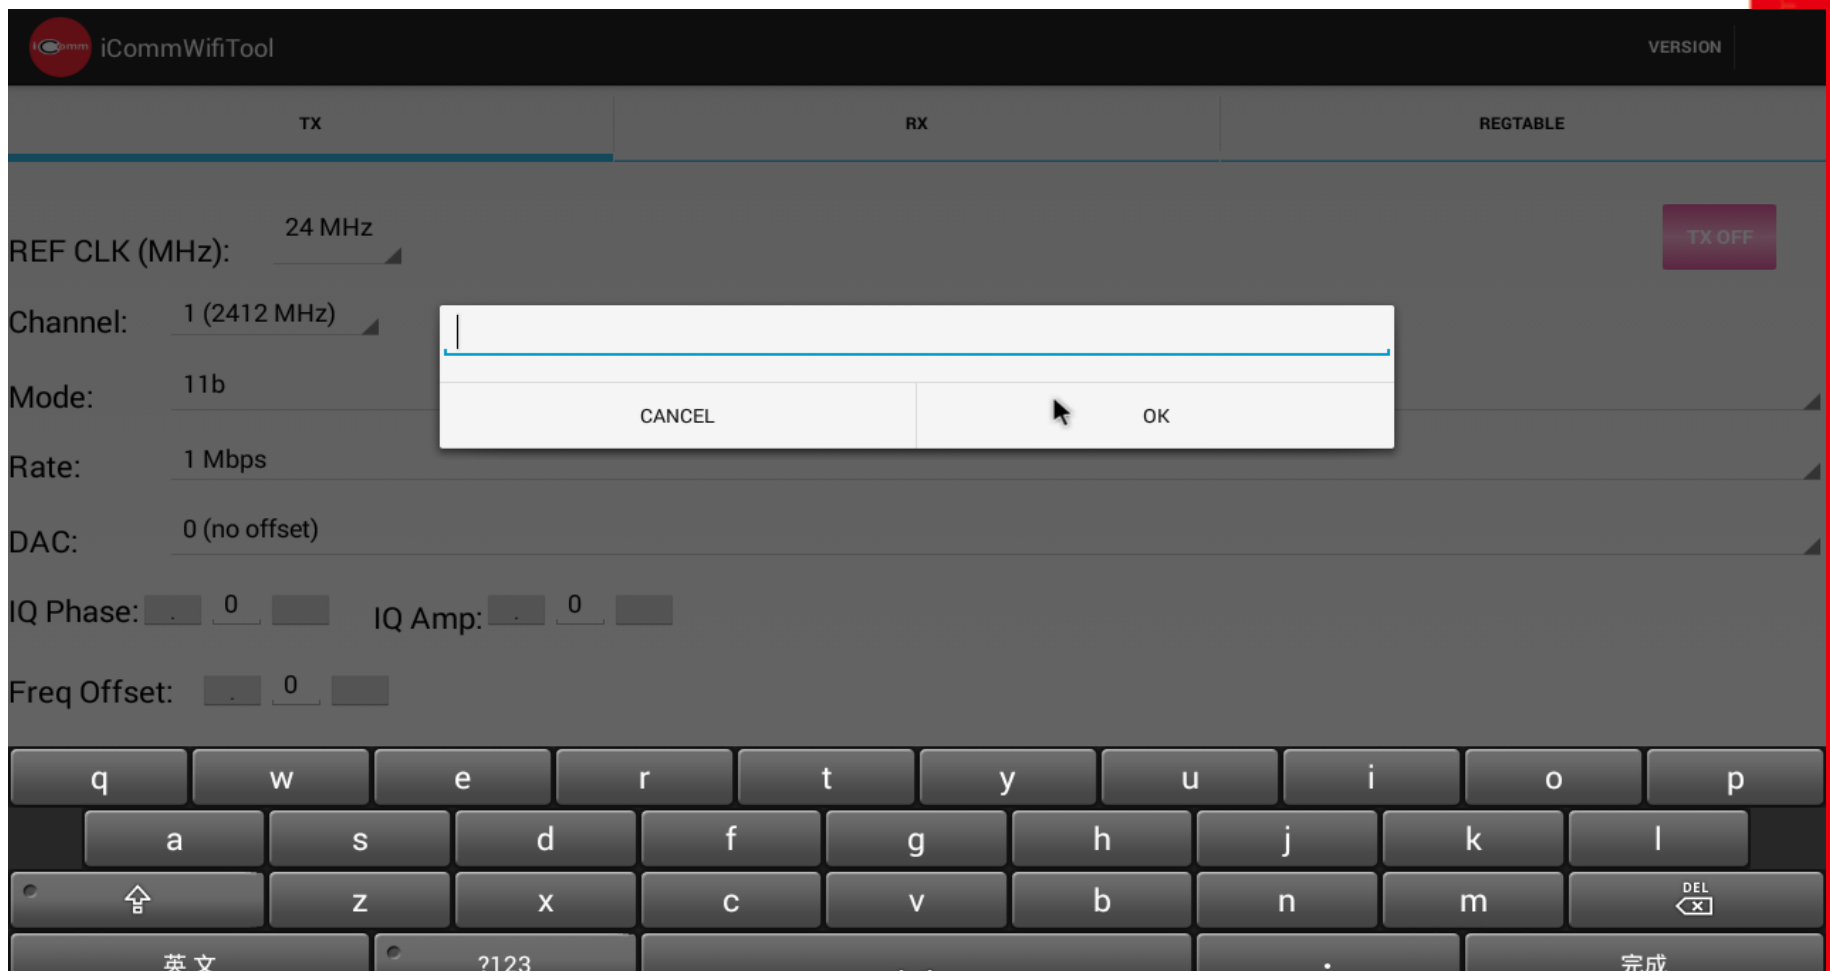 iComm iCommWifiTool VERSION
TX RX REGTABLE
24 MHz
REF CLK (MHz): TX OFF
Channel: 1 (2412 MHz)
Mode: 11b
CANCEL OK
Rate: 1 Mbps
DAC: 0 (no offset)
IQ Phase: . 0 IQ Amp: . 0
Freq Offset: . 0
q w e r t y u i o p
a s d f g h j k l
z x c v b n m DEL
英文 ?123 . 完成